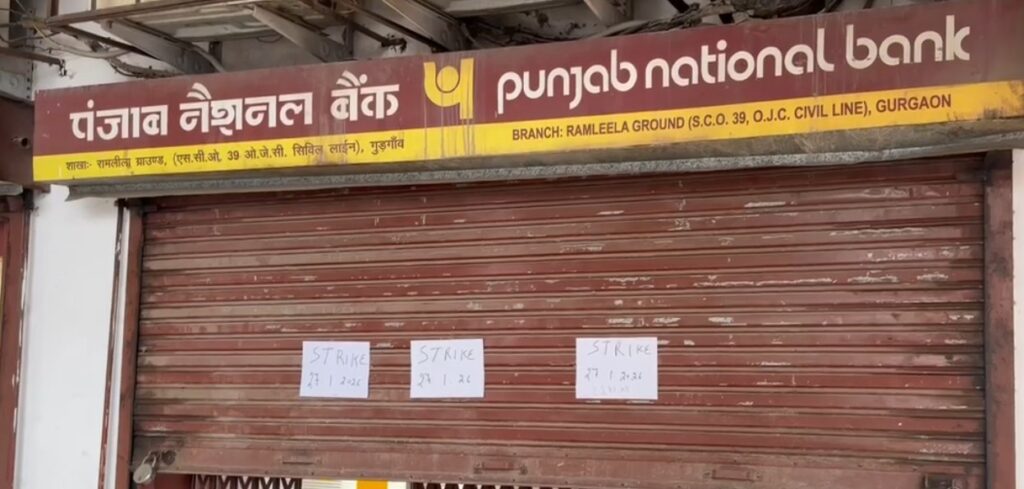 पंजाब नैशनल बैंक
punjab national bank
शाखाः- रामलीला ग्राउण्ड, (एस.सी.ओ. 39 ओ.जे.सी. सिविल लाईन), गुड़गाँव
BRANCH: RAMLEELA GROUND (S.C.O. 39, O.J.C. CIVIL LINE), GURGAON
STRIKE
27 1 2026
STRIKE
27 1 26
STRIKE
27 1 2026